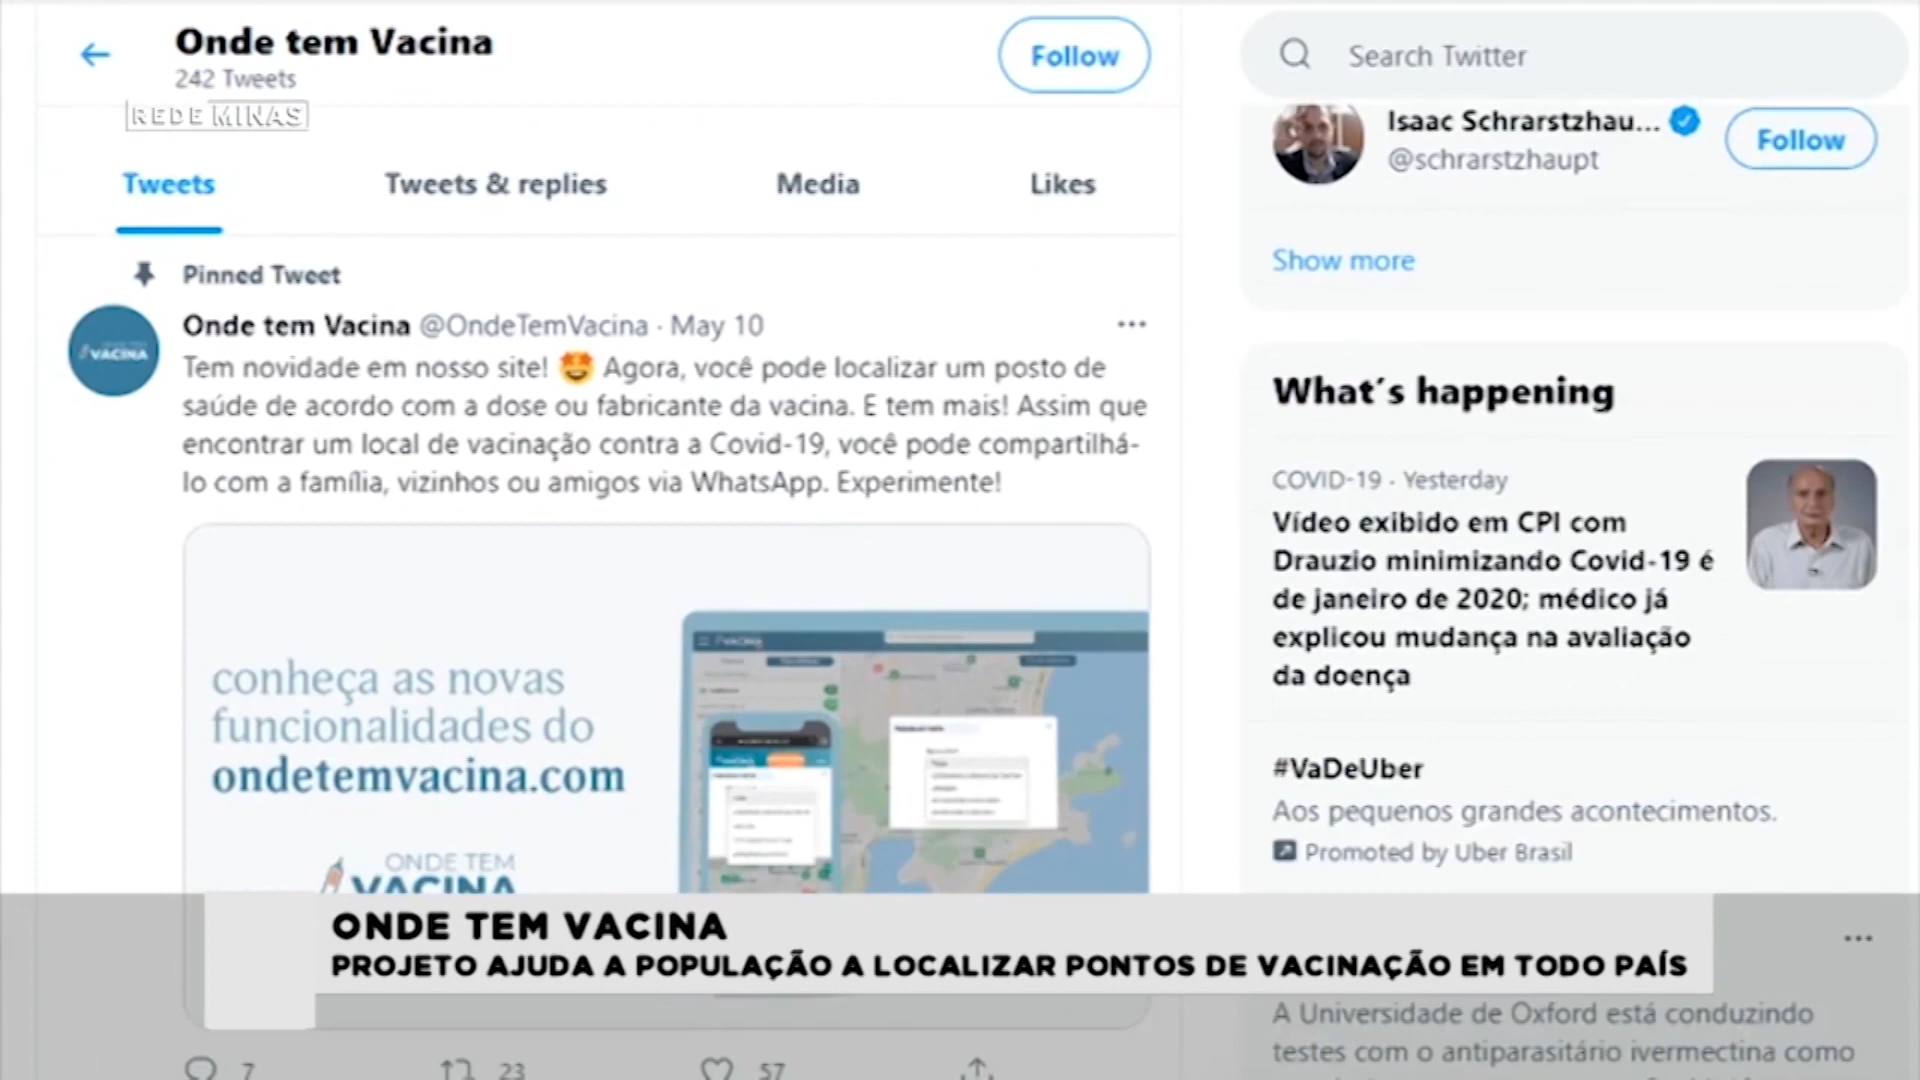 Onde tem Vacina
242 Tweets
Follow
REDE MINAS
Tweets
Tweets & replies
Media
Likes
Pinned Tweet
Onde tem Vacina @OndeTemVacina · May 10
Tem novidade em nosso site! 🤩 Agora, você pode localizar um posto de
saúde de acordo com a dose ou fabricante da vacina. E tem mais! Assim que
encontrar um local de vacinação contra a Covid-19, você pode compartilhá-
lo com a família, vizinhos ou amigos via WhatsApp. Experimente!
VACINA
conheça as novas
funcionalidades do
ondetemvacina.com
ONDE TEM
VACINA
7
23
57
Search Twitter
Isaac Schrarstzhau...
@schrarstzhaupt
Follow
Show more
What's happening
COVID-19 · Yesterday
Vídeo exibido em CPI com
Drauzio minimizando Covid-19 é
de janeiro de 2020; médico já
explicou mudança na avaliação
da doença
#VaDeUber
Aos pequenos grandes acontecimentos.
Promoted by Uber Brasil
A Universidade de Oxford está conduzindo
testes com o antiparasitário ivermectina como
ONDE TEM VACINA
PROJETO AJUDA A POPULAÇÃO A LOCALIZAR PONTOS DE VACINAÇÃO EM TODO PAÍS